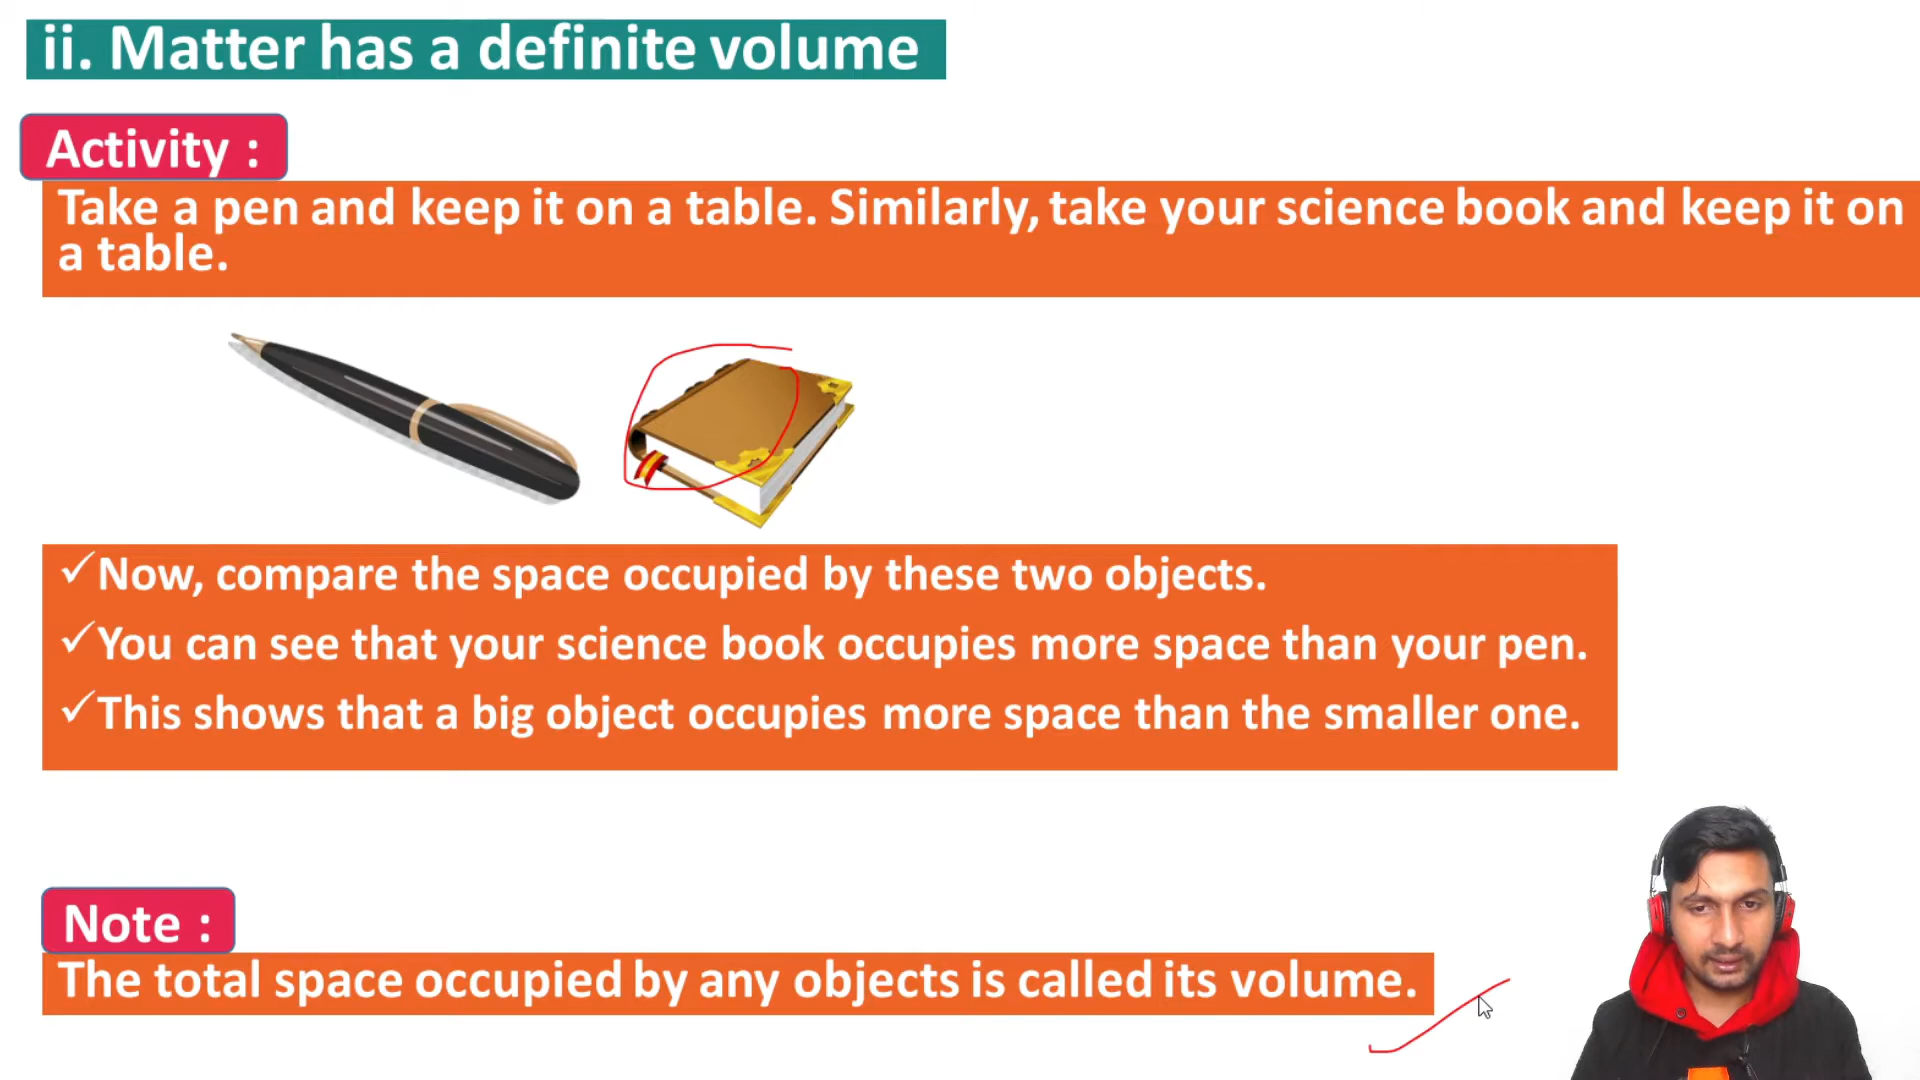 ii. Matter has a definite volume
Activity :
Take a pen and keep it on a table. Similarly, take your science book and keep it on
a table.
✓Now, compare the space occupied by these two objects.
✓You can see that your science book occupies more space than your pen.
✓This shows that a big object occupies more space than the smaller one.
Note :
The total space occupied by any objects is called its volume.